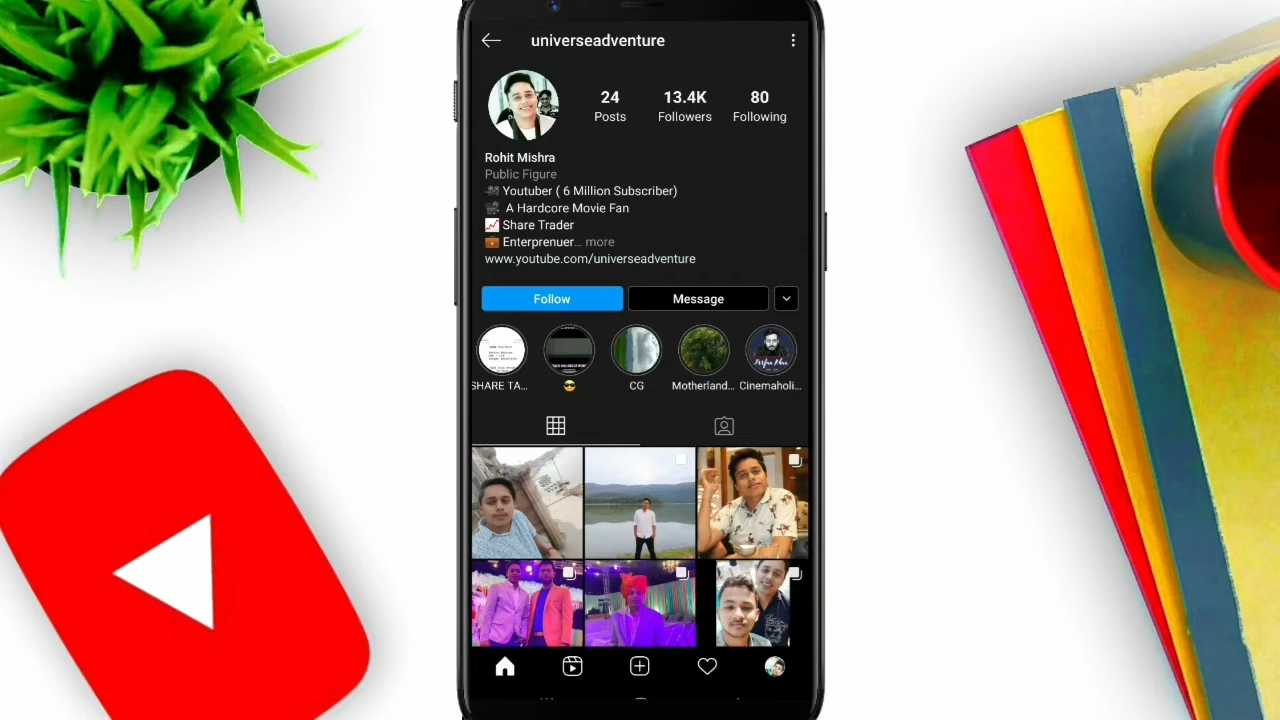 universeadventure
24 13.4K 80
Posts Followers Following
Rohit Mishra
Public Figure
Youtuber ( 6 Million Subscriber)
A Hardcore Movie Fan
Share Trader
Enterprenuer... more
www.youtube.com/universeadventure
Follow Message
SHARE TA... CG Motherland... Cinemaholi...